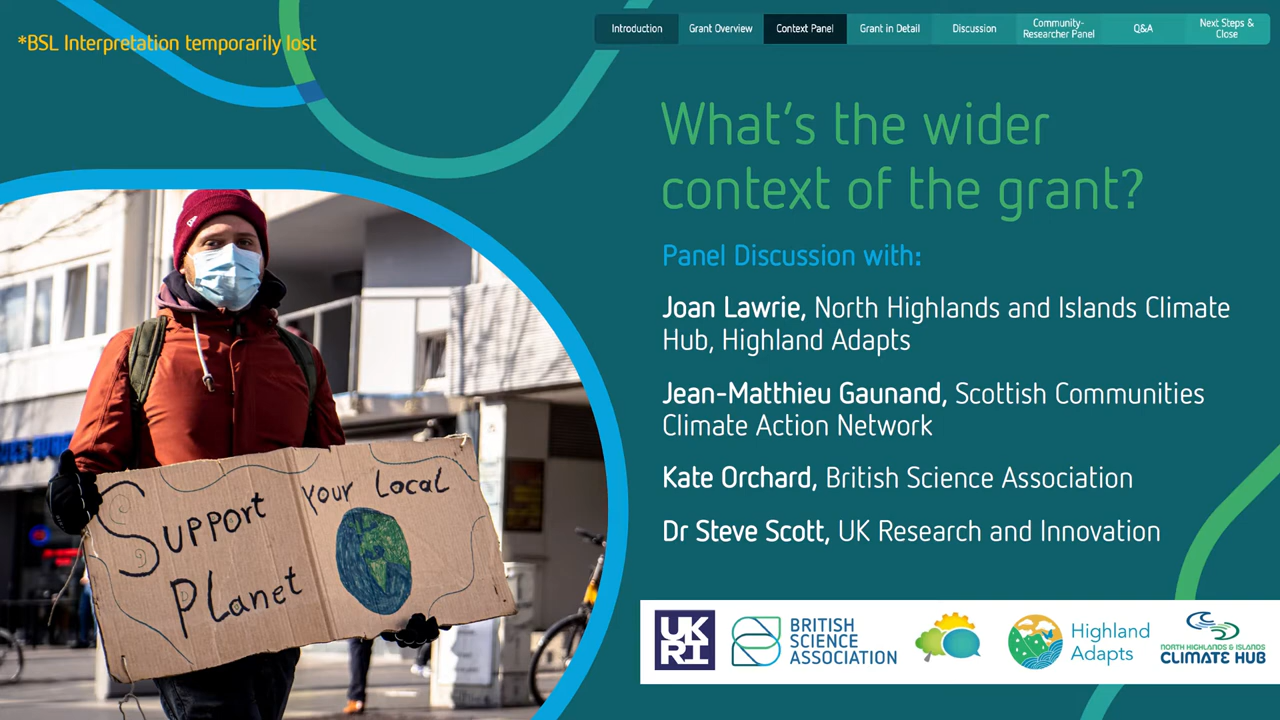 *BSL Interpretation temporarily lost
Introduction
Grant Overview
Context Panel
Grant in Detail
Discussion
Community-
Researcher Panel
Q&A
Next Steps &
Close
What's the wider
context of the grant?
Panel Discussion with:
Joan Lawrie, North Highlands and Islands Climate
Hub, Highland Adapts
Jean-Matthieu Gaunand, Scottish Communities
Climate Action Network
Kate Orchard, British Science Association
Dr Steve Scott, UK Research and Innovation
Support your Local
Planet
UK
RI
BRITISH
SCIENCE
ASSOCIATION
Highland
Adapts
NORTH HIGHLANDS & ISLANDS
CLIMATE HUB